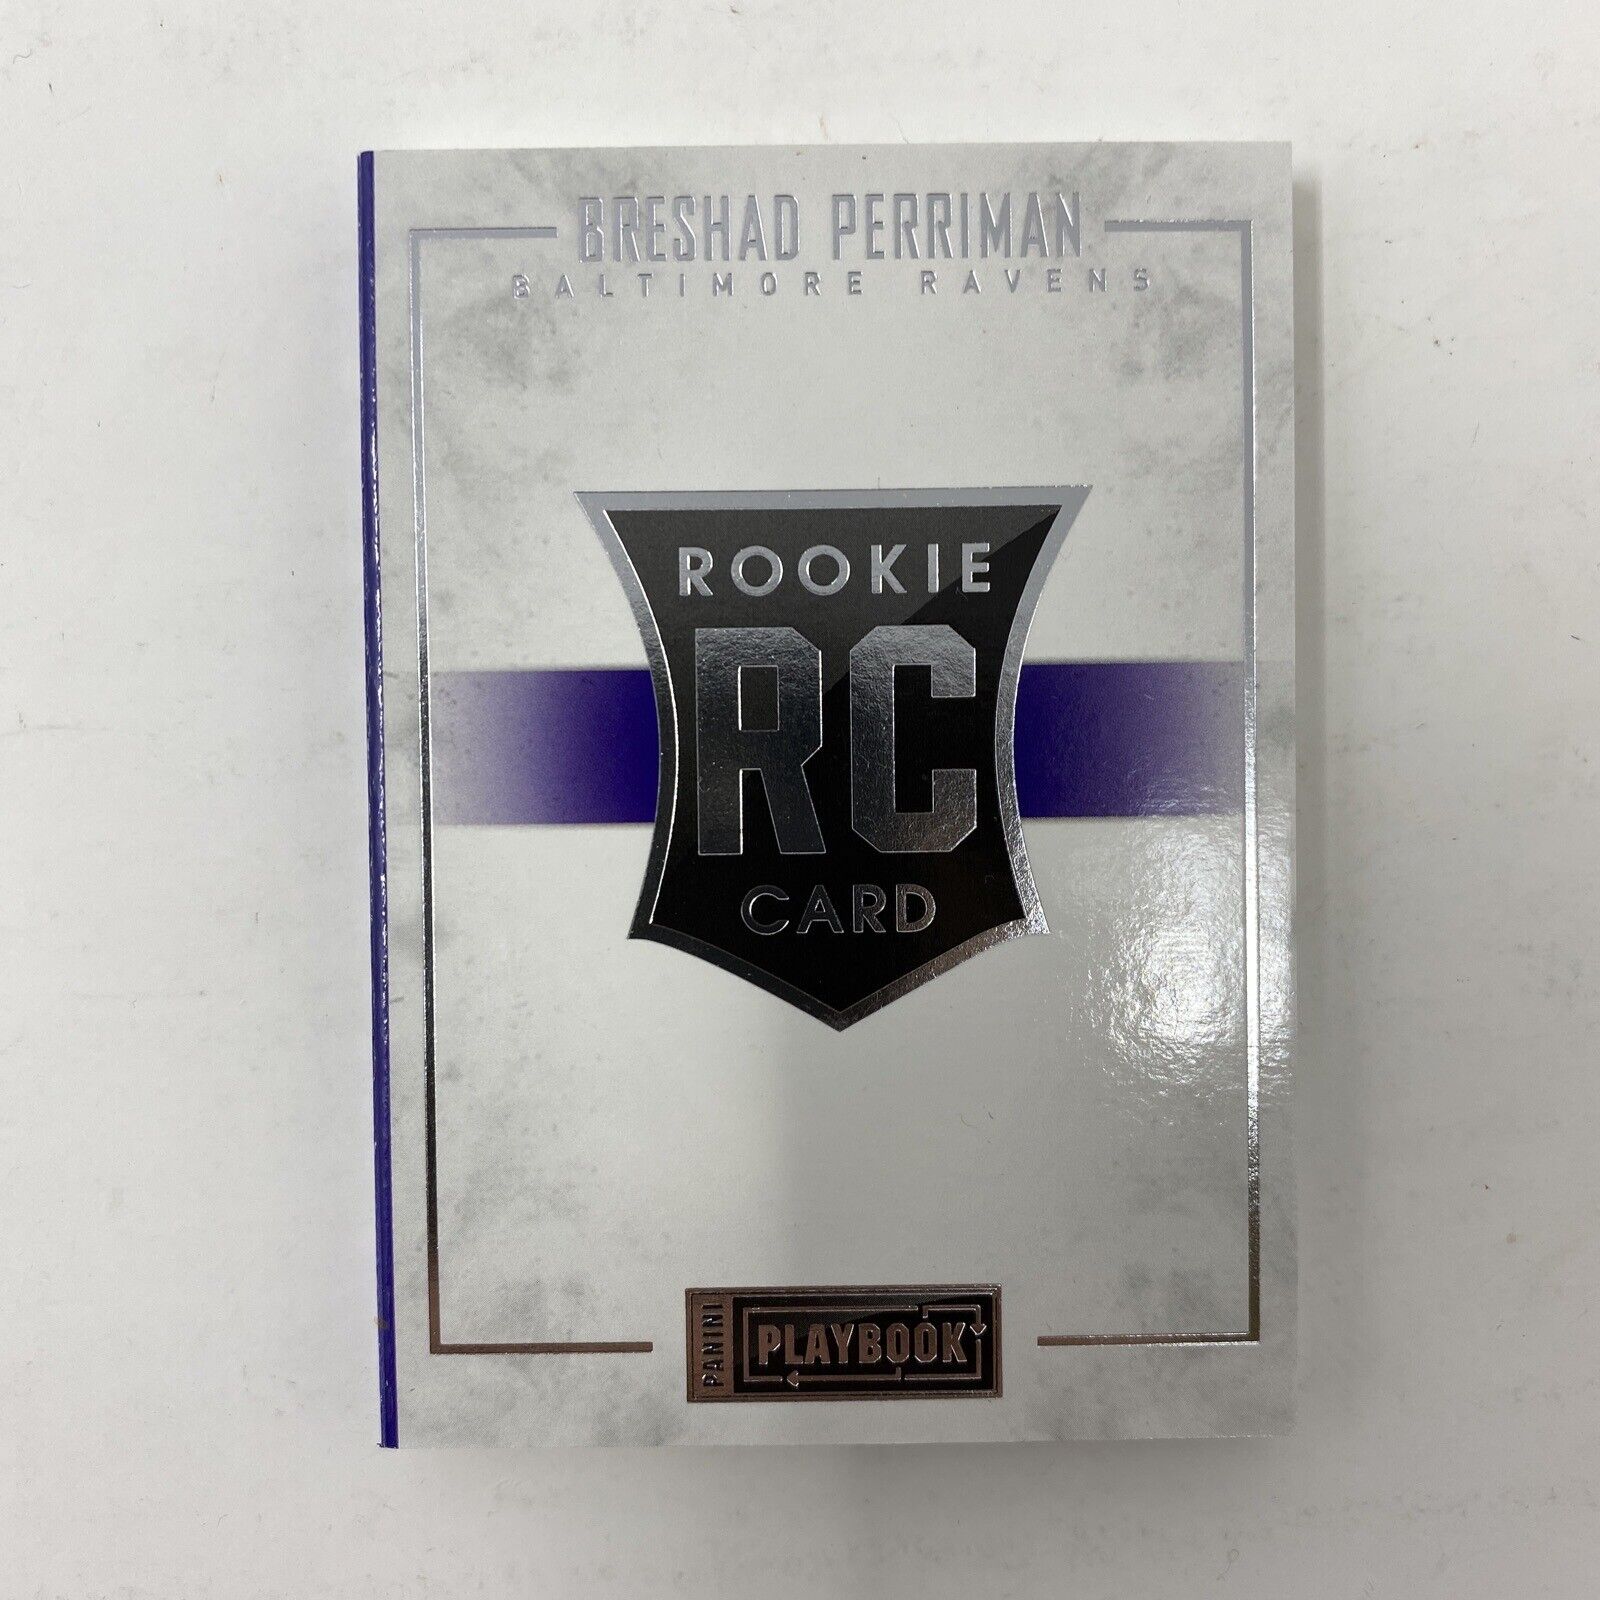 BRESHAD PERRIMAN
BALTIMORE RAVENS
ROOKIE
RC
CARD
PANINI
PLAYBOOK